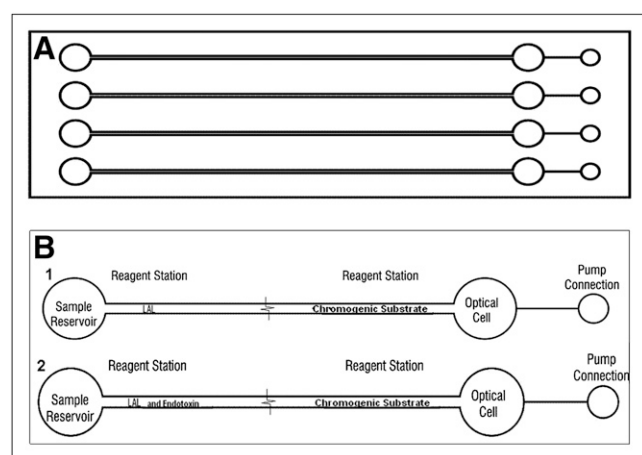 A
B
1
Reagent Station
Reagent Station
Pump
Connection
Sample
Reservoir
LAL
Chromogenic Substrate
Optical
Cell
2
Reagent Station
Reagent Station
Pump
Connection
Sample
Reservoir
LAL and Endotoxin
Chromogenic Substrate
Optical
Cell